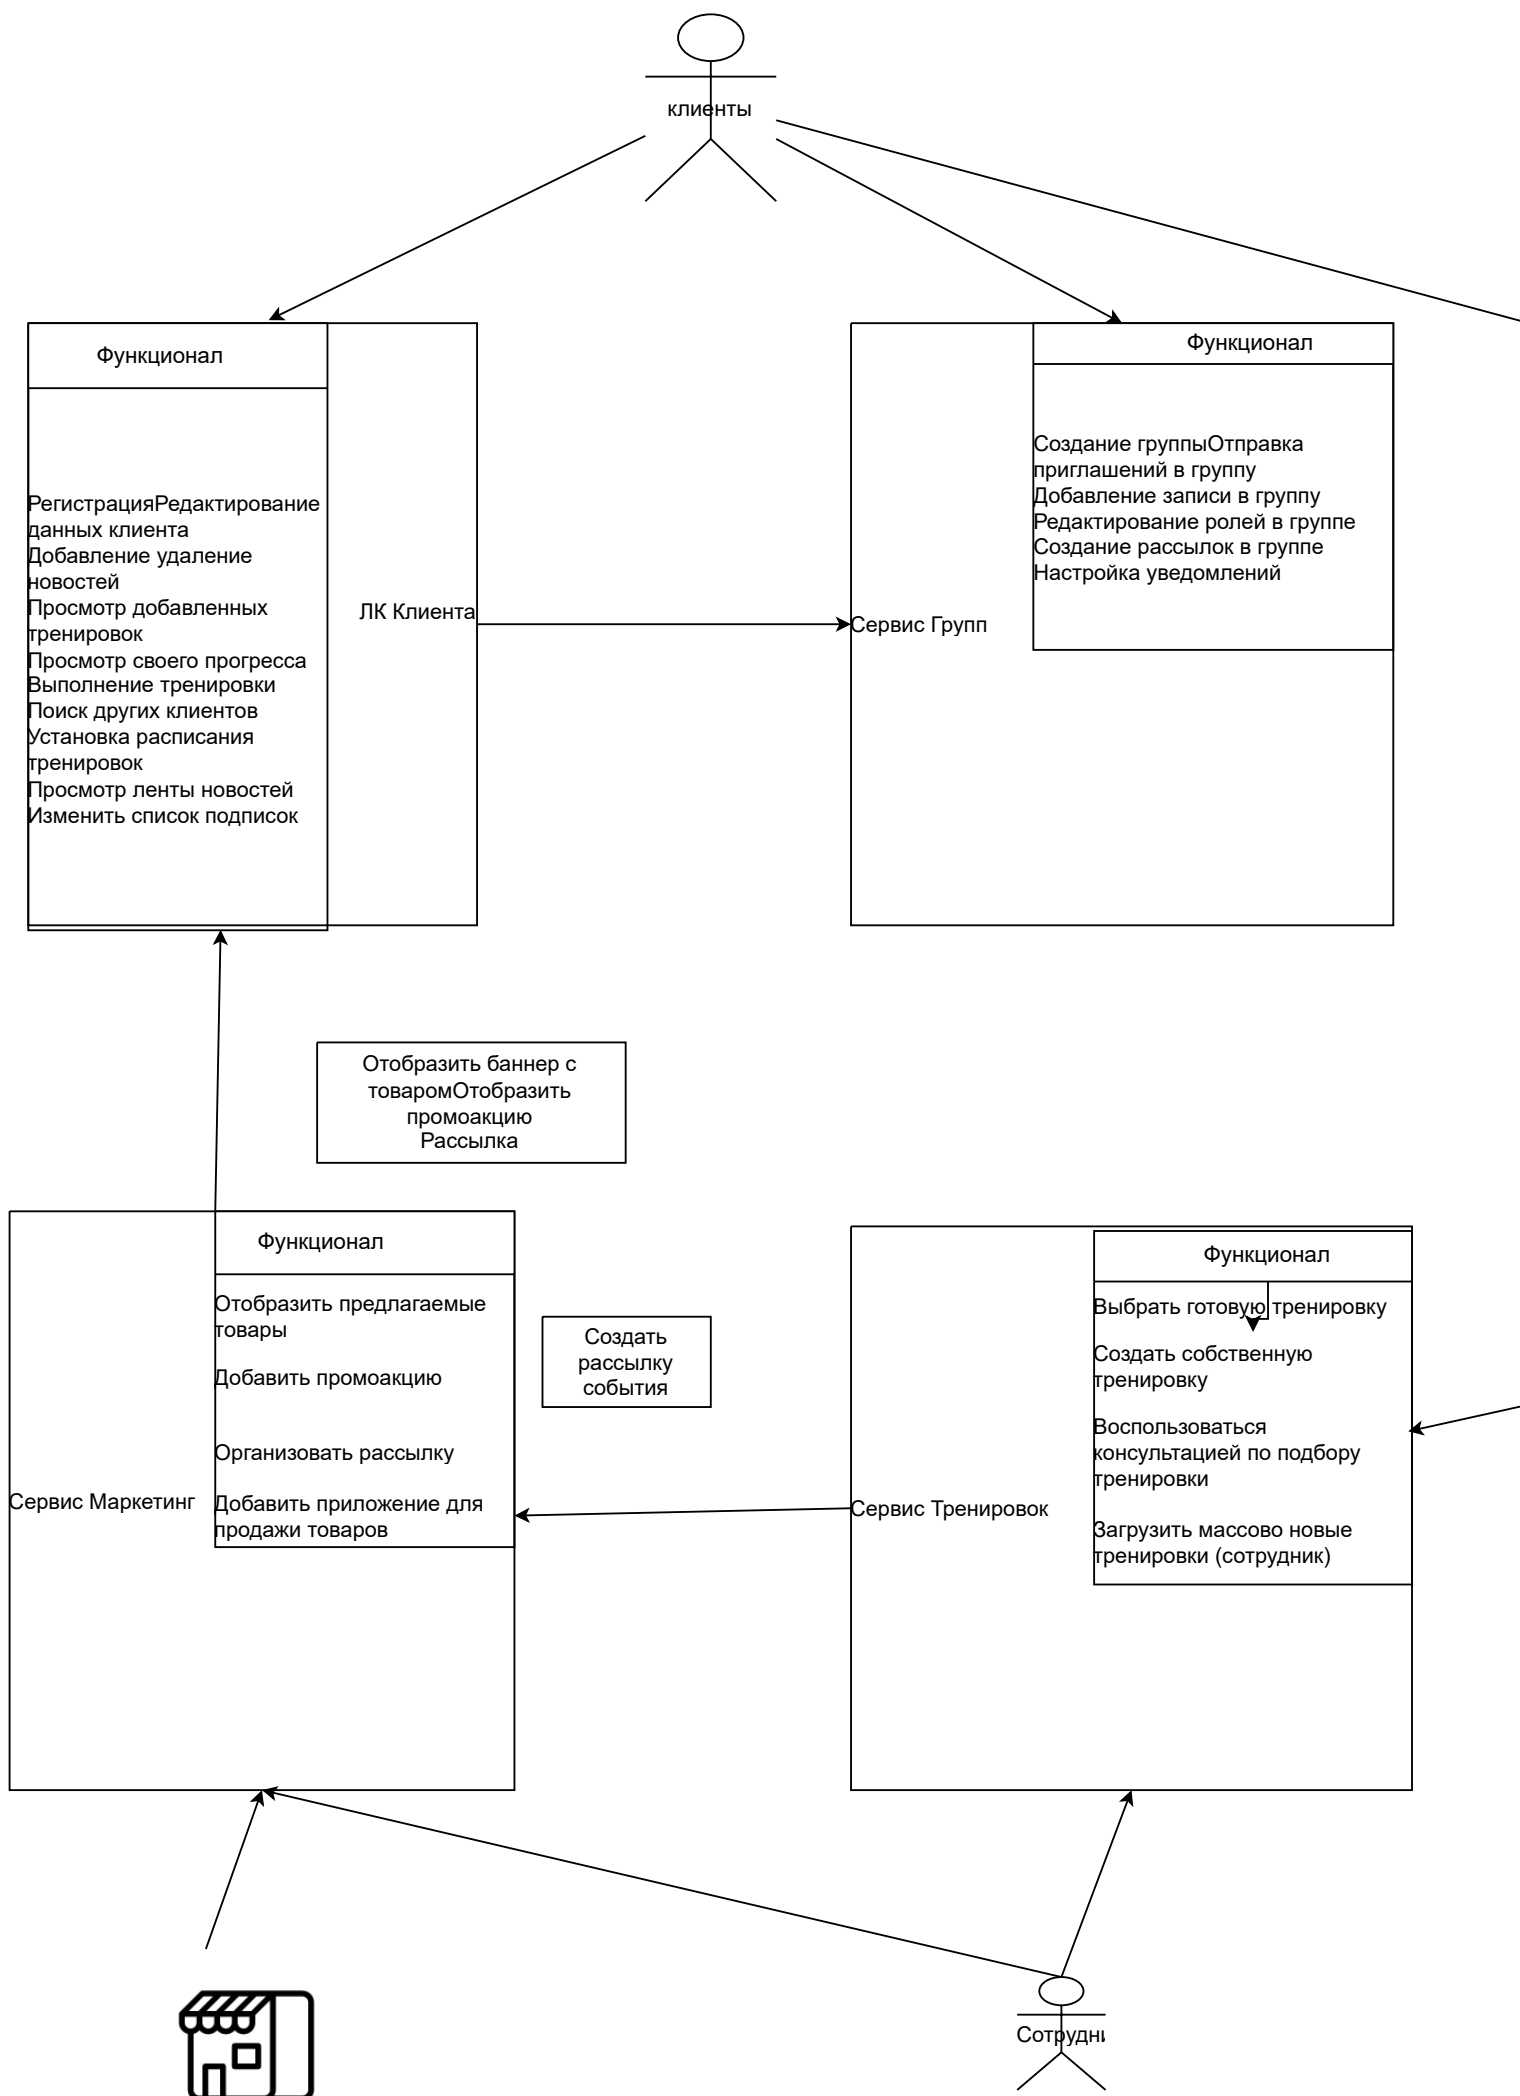 клиенты
Функционал
РегистрацияРедактирование
данных клиента
Добавление удаление
новостей
Просмотр добавленных
тренировок
Просмотр своего прогресса
Выполнение тренировки
Поиск других клиентов
Установка расписания
тренировок
Просмотр ленты новостей
Изменить список подписок
ЛК Клиента
Функционал
Создание группыОтправка
приглашений в группу
Добавление записи в группу
Редактирование ролей в группе
Создание рассылок в группе
Настройка уведомлений
Сервис Групп
Отобразить баннер с
товаромОтобразить
промоакцию
Рассылка
Функционал
Отобразить предлагаемые
товары
Добавить промоакцию
Организовать рассылку
Добавить приложение для
продажи товаров
Сервис Маркетинг
Создать
рассылку
события
Функционал
Выбрать готовую тренировку
Создать собственную
тренировку
Воспользоваться
консультацией по подбору
тренировки
Загрузить массово новые
тренировки (сотрудник)
Сервис Тренировок
Сотрудни